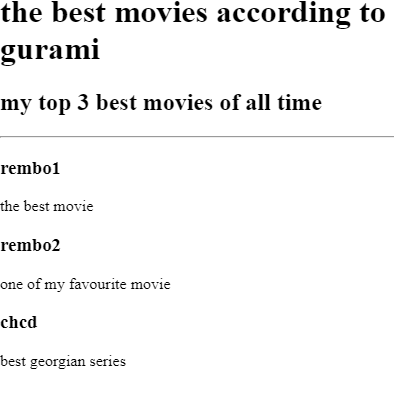 the best movies according to
gurami
my top 3 best movies of all time
rembo1
the best movie
rembo2
one of my favourite movie
chcd
best georgian series